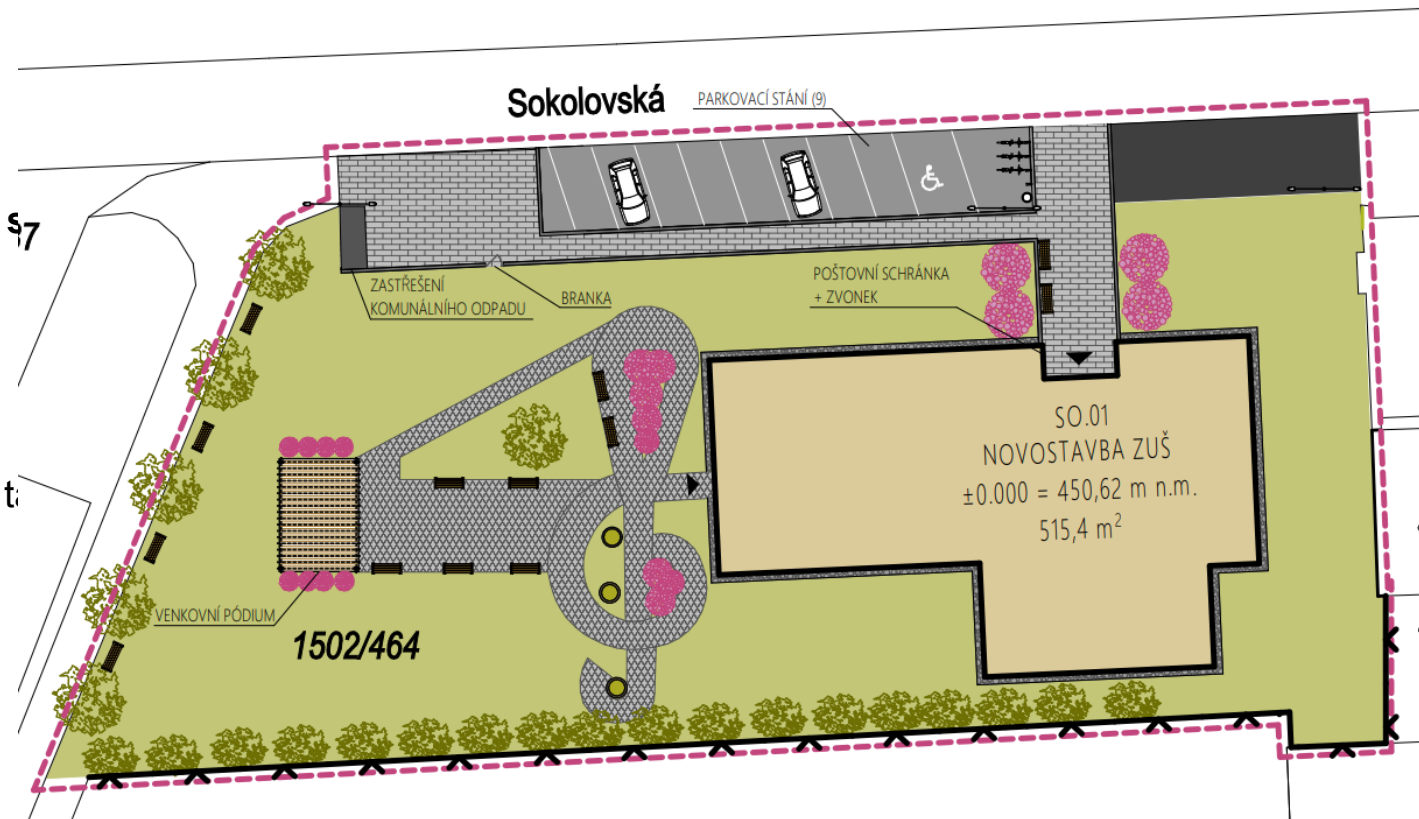 Sokolovská
PARKOVACÍ STÁNÍ (9)
ZASTŘEŠENÍ
KOMUNÁLNÍHO ODPADU
BRANKA
POŠTOVNÍ SCHRÁNKA
+ ZVONEK
SO.01
NOVOSTAVBA ZUŠ
±0.000 = 450,62 m n.m.
515,4 m²
VENKOVNÍ PÓDIUM
1502/464